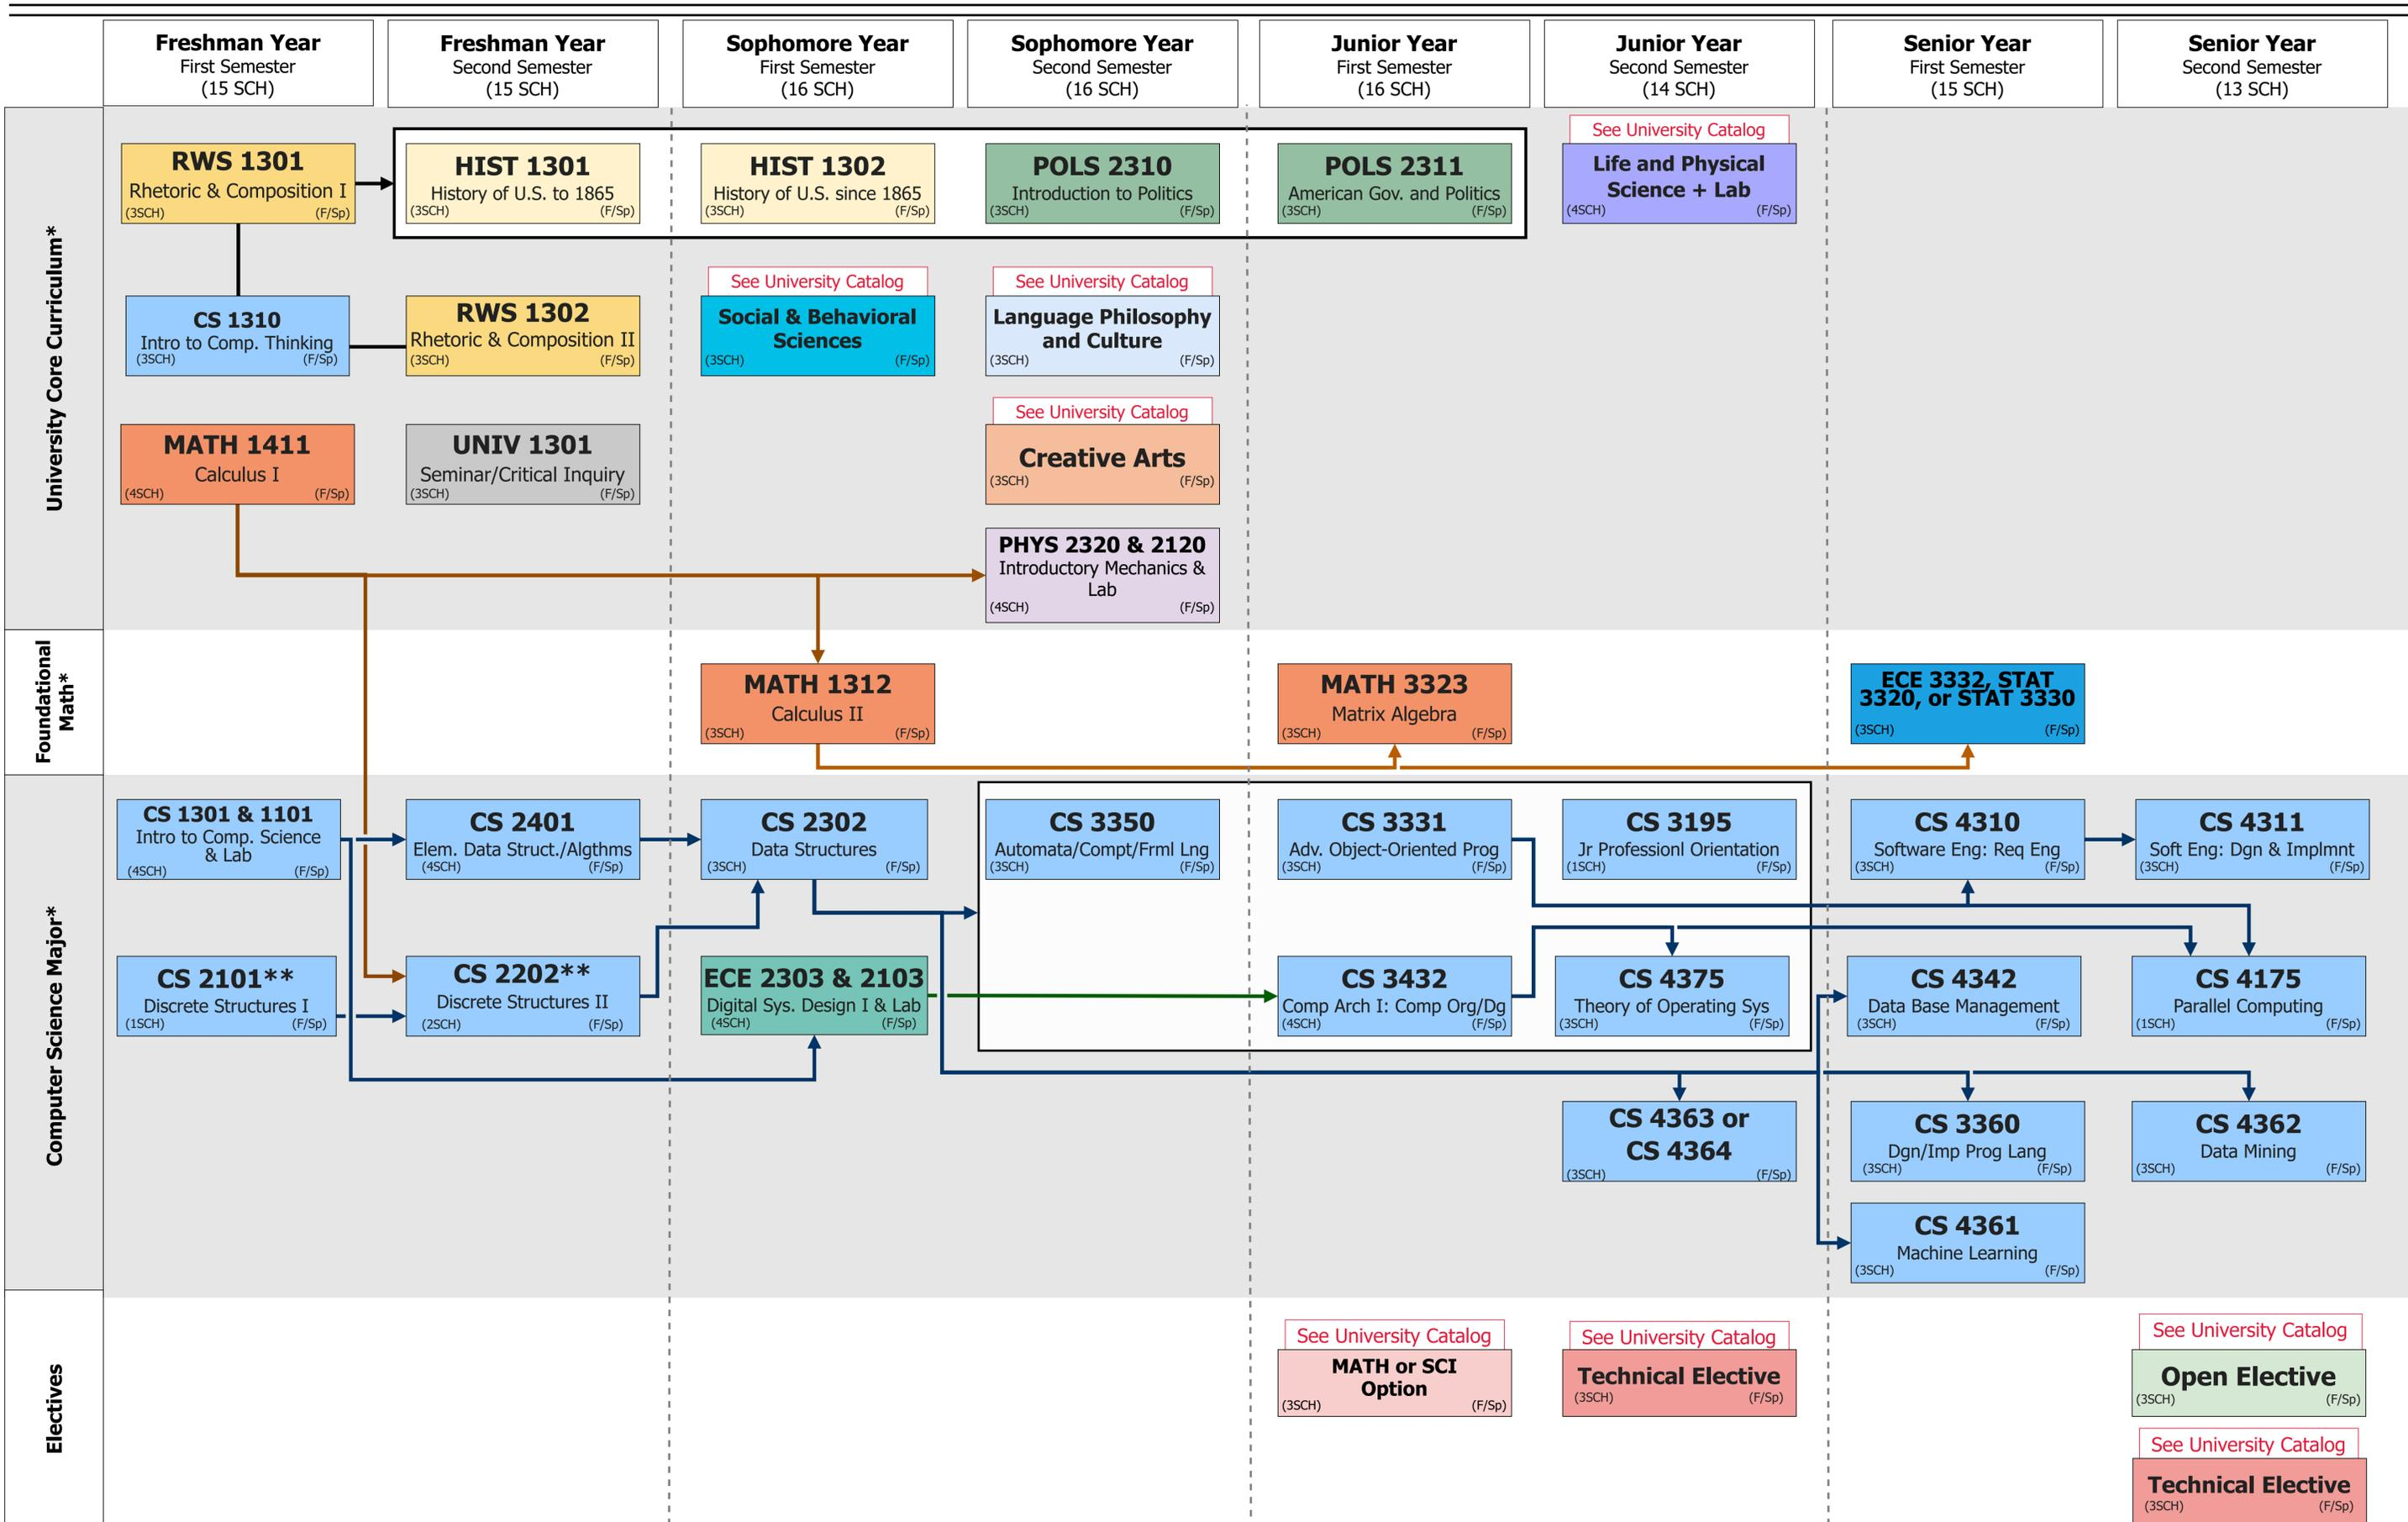 Freshman Year
First Semester
(15 SCH)
Freshman Year
Second Semester
(15 SCH)
Sophomore Year
First Semester
(16 SCH)
Sophomore Year
Second Semester
(16 SCH)
Junior Year
First Semester
(16 SCH)
Junior Year
Second Semester
(14 SCH)
Senior Year
First Semester
(15 SCH)
Senior Year
Second Semester
(13 SCH)
University Core Curriculum*
RWS 1301
Rhetoric & Composition I
(3SCH) (F/Sp)
HIST 1301
History of U.S. to 1865
(3SCH) (F/Sp)
HIST 1302
History of U.S. since 1865
(3SCH) (F/Sp)
POLS 2310
Introduction to Politics
(3SCH) (F/Sp)
POLS 2311
American Gov. and Politics
(3SCH) (F/Sp)
See University Catalog
Life and Physical
Science + Lab
(4SCH) (F/Sp)
CS 1310
Intro to Comp. Thinking
(3SCH) (F/Sp)
RWS 1302
Rhetoric & Composition II
(3SCH) (F/Sp)
See University Catalog
Social & Behavioral
Sciences
(3SCH) (F/Sp)
See University Catalog
Language Philosophy
and Culture
(3SCH) (F/Sp)
MATH 1411
Calculus I
(4SCH) (F/Sp)
UNIV 1301
Seminar/Critical Inquiry
(3SCH) (F/Sp)
See University Catalog
Creative Arts
(3SCH) (F/Sp)
PHYS 2320 & 2120
Introductory Mechanics &
Lab
(4SCH) (F/Sp)
Foundational
Math*
MATH 1312
Calculus II
(3SCH) (F/Sp)
MATH 3323
Matrix Algebra
(3SCH) (F/Sp)
ECE 3332, STAT
3320, or STAT 3330
(3SCH) (F/Sp)
Computer Science Major*
CS 1301 & 1101
Intro to Comp. Science
& Lab
(4SCH) (F/Sp)
CS 2401
Elem. Data Struct./Algthms
(4SCH) (F/Sp)
CS 2302
Data Structures
(3SCH) (F/Sp)
CS 3350
Automata/Compt/Frml Lng
(3SCH) (F/Sp)
CS 3331
Adv. Object-Oriented Prog
(3SCH) (F/Sp)
CS 3195
Jr Professionl Orientation
(1SCH) (F/Sp)
CS 4310
Software Eng: Req Eng
(3SCH) (F/Sp)
CS 4311
Soft Eng: Dgn & Implmnt
(3SCH) (F/Sp)
CS 2101**
Discrete Structures I
(1SCH) (F/Sp)
CS 2202**
Discrete Structures II
(2SCH) (F/Sp)
ECE 2303 & 2103
Digital Sys. Design I & Lab
(4SCH) (F/Sp)
CS 3432
Comp Arch I: Comp Org/Dg
(4SCH) (F/Sp)
CS 4375
Theory of Operating Sys
(3SCH) (F/Sp)
CS 4342
Data Base Management
(3SCH) (F/Sp)
CS 4175
Parallel Computing
(1SCH) (F/Sp)
CS 4363 or
CS 4364
(3SCH) (F/Sp)
CS 3360
Dgn/Imp Prog Lang
(3SCH) (F/Sp)
CS 4362
Data Mining
(3SCH) (F/Sp)
CS 4361
Machine Learning
(3SCH) (F/Sp)
Electives
See University Catalog
MATH or SCI
Option
(3SCH) (F/Sp)
See University Catalog
Technical Elective
(3SCH) (F/Sp)
See University Catalog
Open Elective
(3SCH) (F/Sp)
See University Catalog
Technical Elective
(3SCH) (F/Sp)